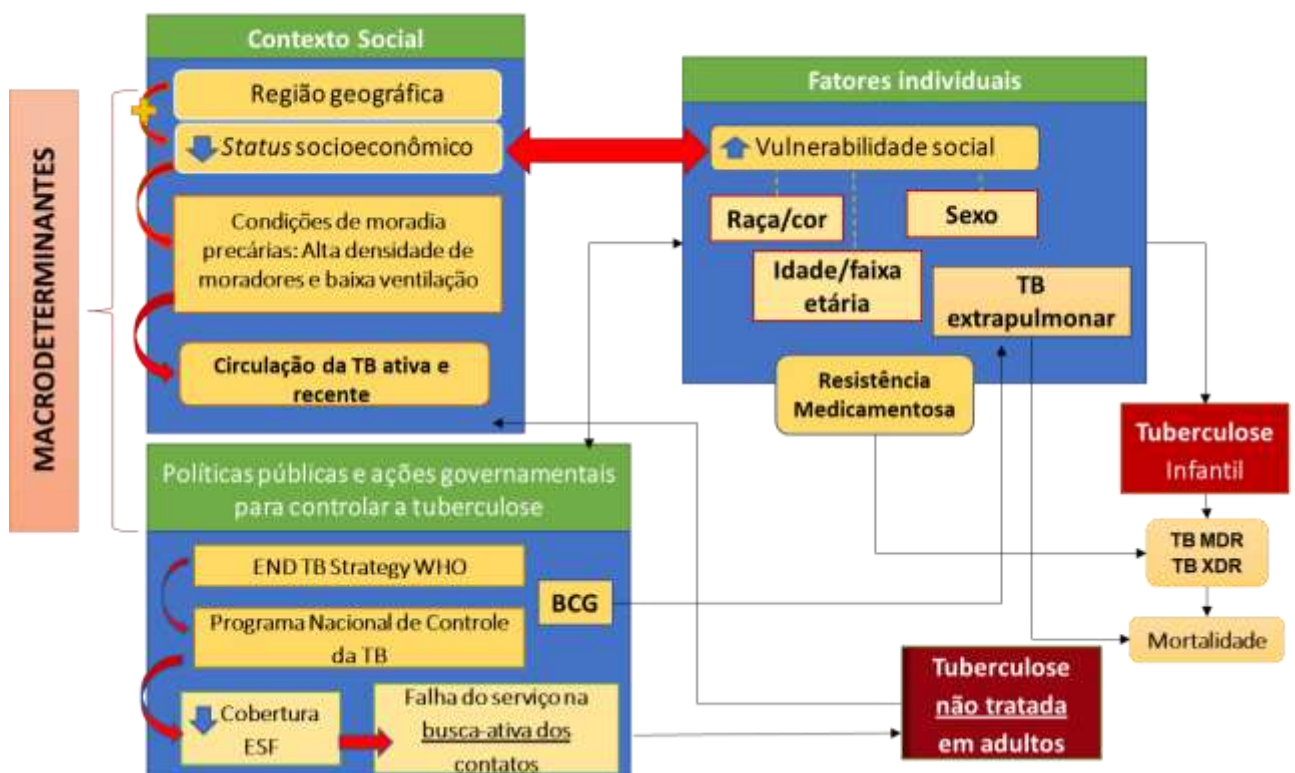 MACRODETERMINANTES
Contexto Social
Região geográfica
Status socioeconômico
Condições de moradia
precárias: Alta densidade de
moradores e baixa ventilação
Circulação da TB ativa e
recente
Políticas públicas e ações governamentais
para controlar a tuberculose
END TB Strategy WHO
BCG
Programa Nacional de Controle
da TB
Cobertura
ESF
Falha do serviço na
busca-ativa dos
contatos
Fatores individuais
Vulnerabilidade social
Raça/cor
Sexo
Idade/faixa
etária
TB
extrapulmonar
Resistência
Medicamentosa
Tuberculose
Infantil
TB MDR
TB XDR
Mortalidade
Tuberculose
não tratada
em adultos